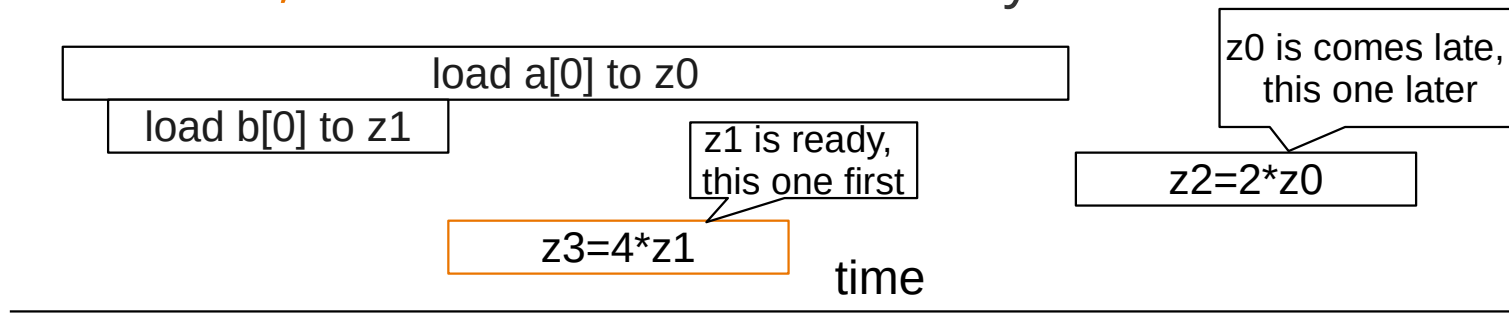 load a[0] to z0
z0 is comes late,
this one later
load b[0] to z1
z1 is ready,
this one first
z2=2*z0
z3=4*z1
time